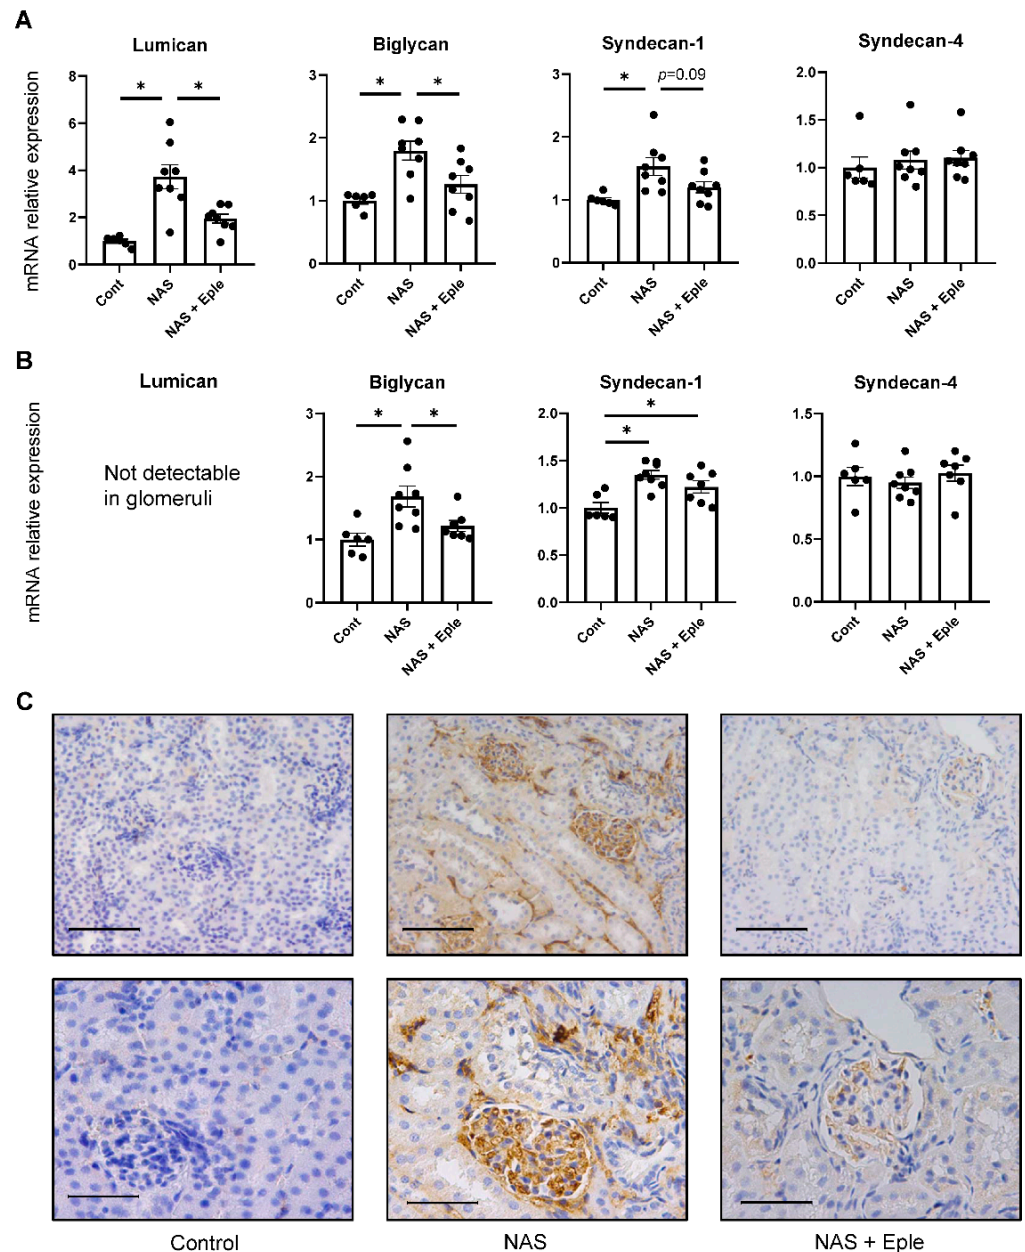 A
Lumican
Biglycan
Syndecan-1
Syndecan-4
mRNA relative expression
8
6
4
2
0
*
*
Cont
NAS
NAS + Eple
3
2
1
0
*
*
Cont
NAS
NAS + Eple
3
2
1
0
*
p=0.09
Cont
NAS
NAS + Eple
2.0
1.5
1.0
0.5
0.0
Cont
NAS
NAS + Eple
B
Lumican
Biglycan
Syndecan-1
Syndecan-4
mRNA relative expression
Not detectable
in glomeruli
3
2
1
0
*
*
Cont
NAS
NAS + Eple
2.0
1.5
1.0
0.5
0.0
*
*
Cont
NAS
NAS + Eple
1.5
1.0
0.5
0.0
Cont
NAS
NAS + Eple
C
Control
NAS
NAS + Eple